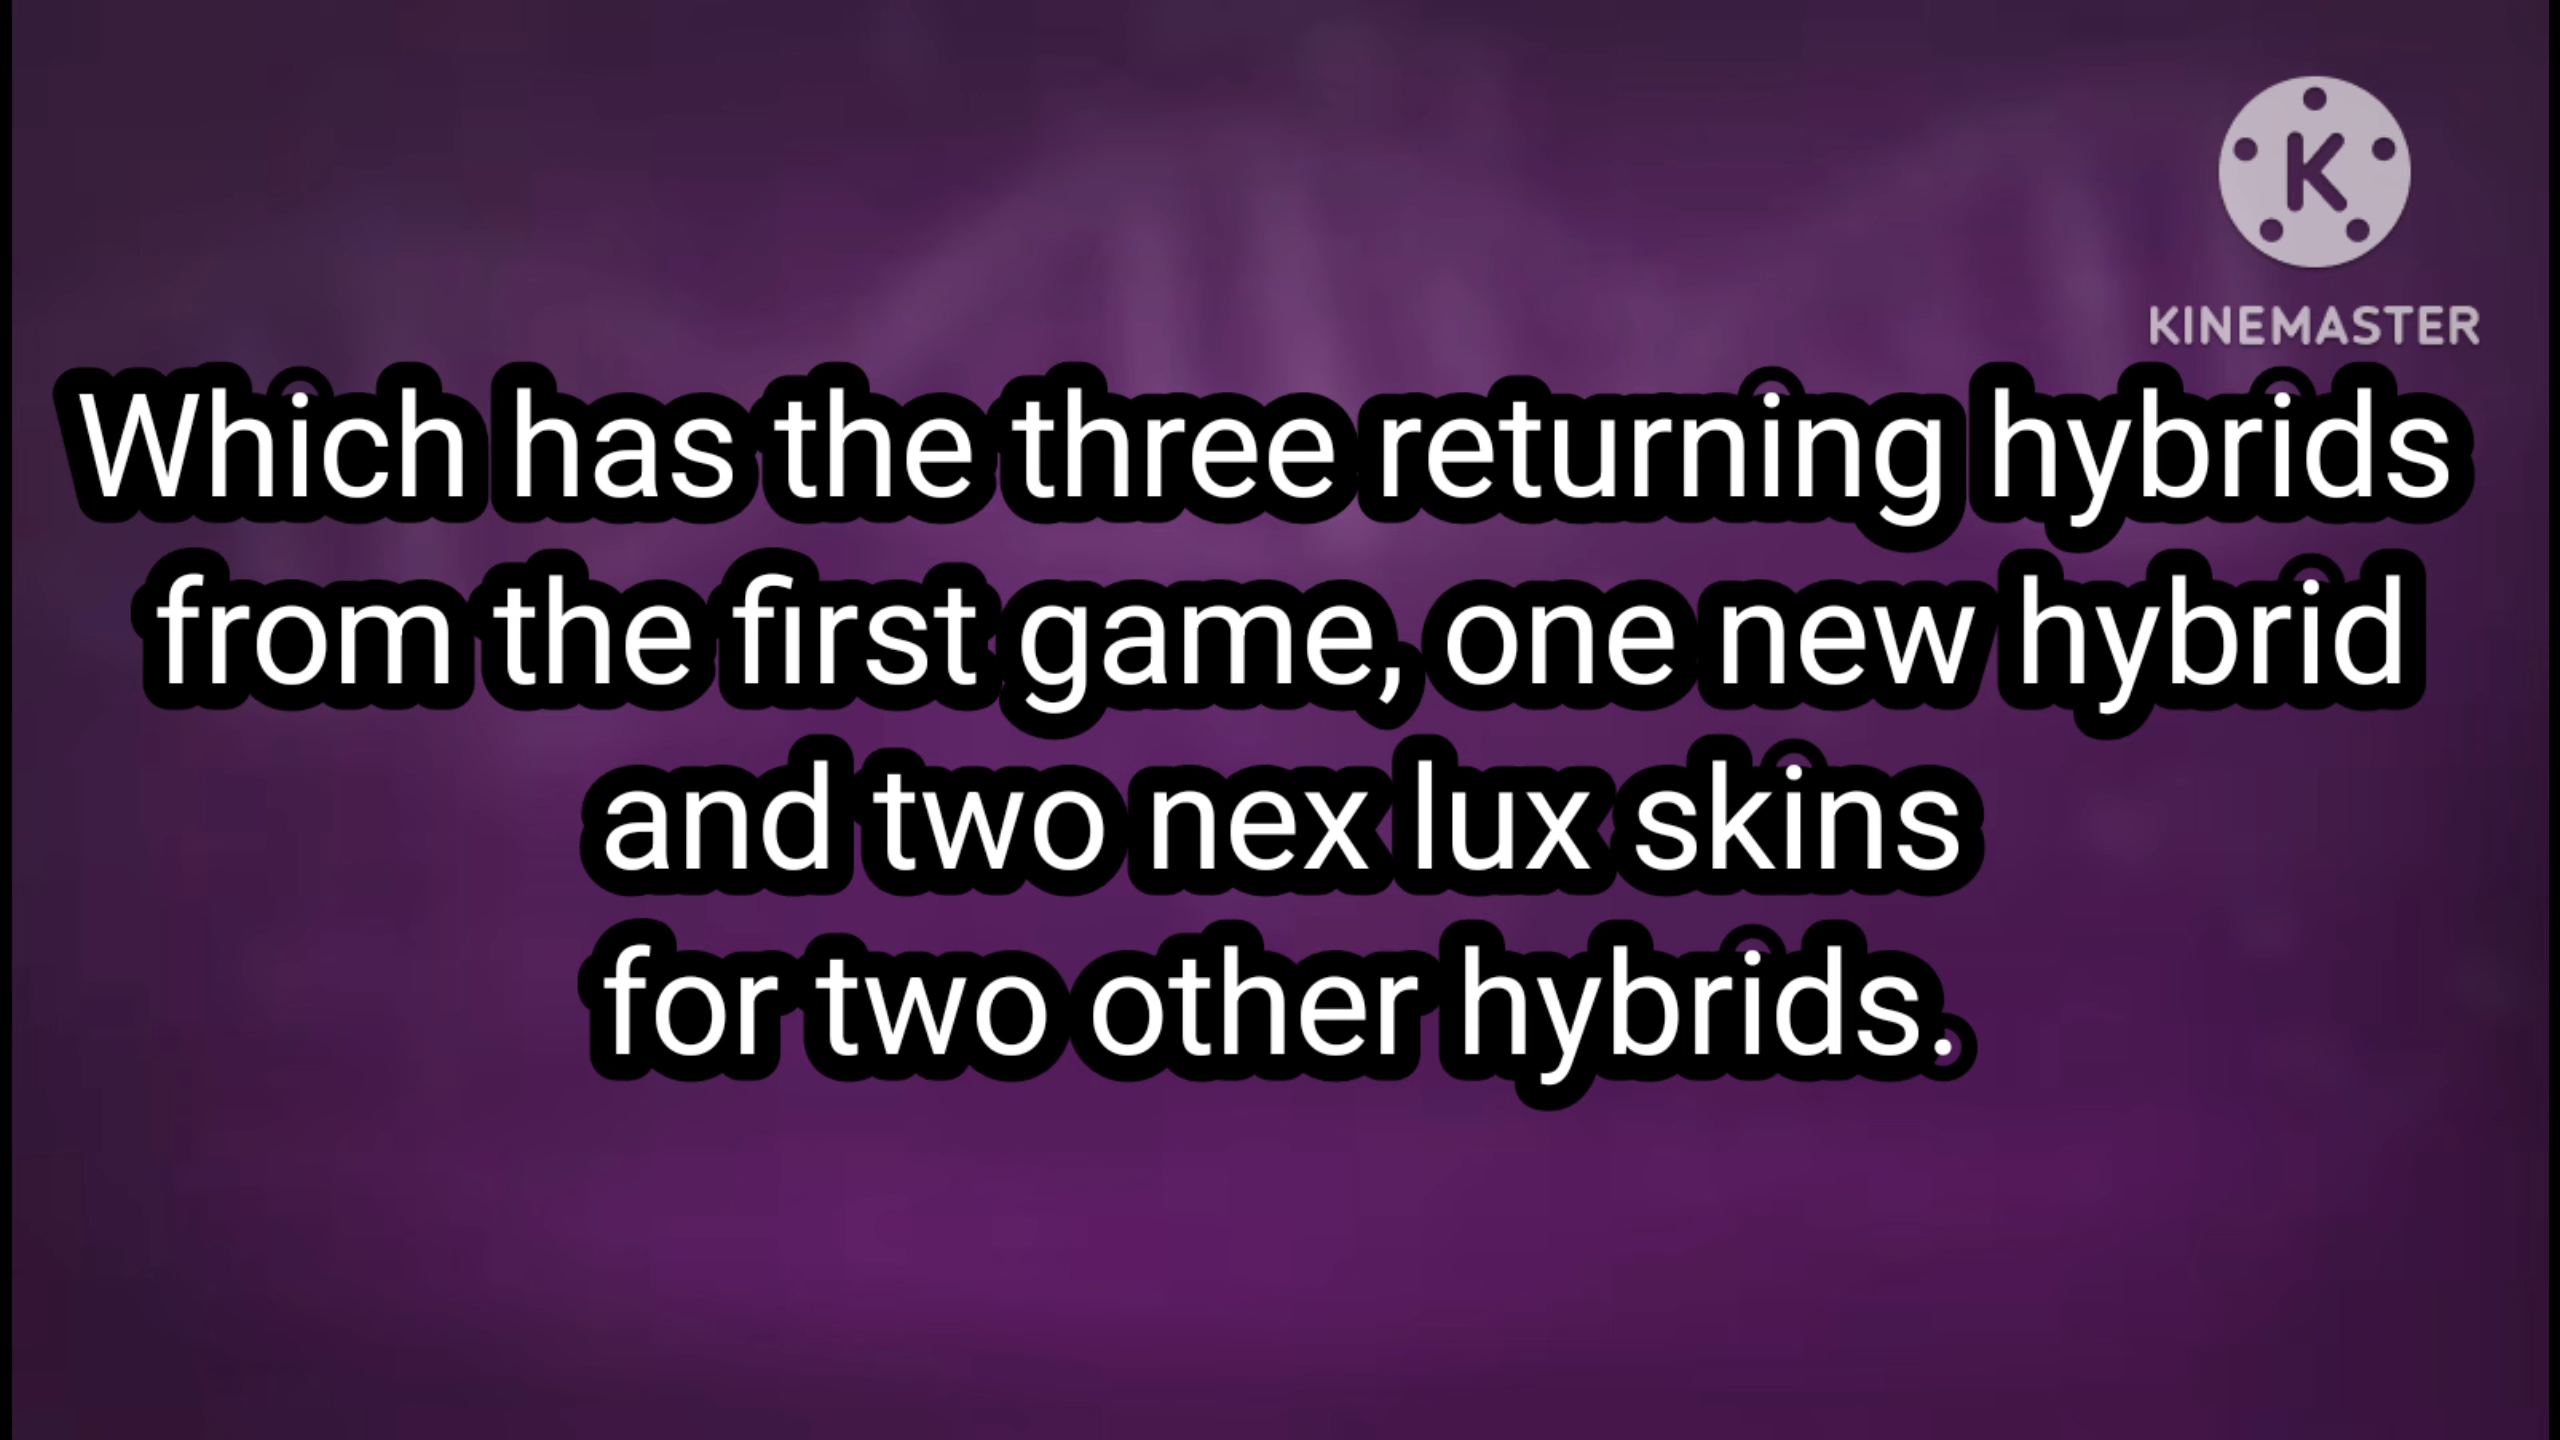 K
KINEMASTER
Which has the three returning hybrids
from the first game, one new hybrid
and two nex lux skins
for two other hybrids.